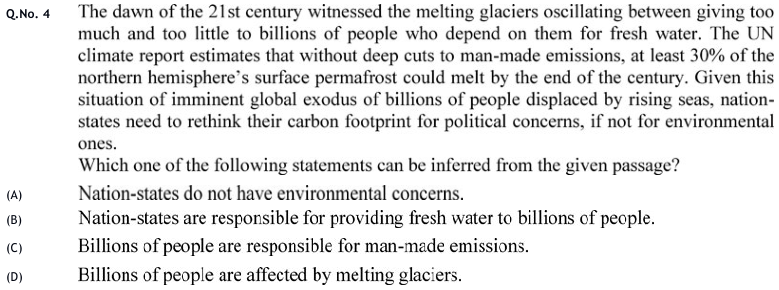 Q.No. 4 The dawn of the 21st century witnessed the melting glaciers oscillating between giving too
much and too little to billions of people who depend on them for fresh water. The UN
climate report estimates that without deep cuts to man-made emissions, at least 30% of the
northern hemisphere's surface permafrost could melt by the end of the century. Given this
situation of imminent global exodus of billions of people displaced by rising seas, nation-
states need to rethink their carbon footprint for political concerns, if not for environmental
ones.
Which one of the following statements can be inferred from the given passage?
(A) Nation-states do not have environmental concerns.
(B) Nation-states are responsible for providing fresh water to billions of people.
(C) Billions of people are responsible for man-made emissions.
(D) Billions of people are affected by melting glaciers.